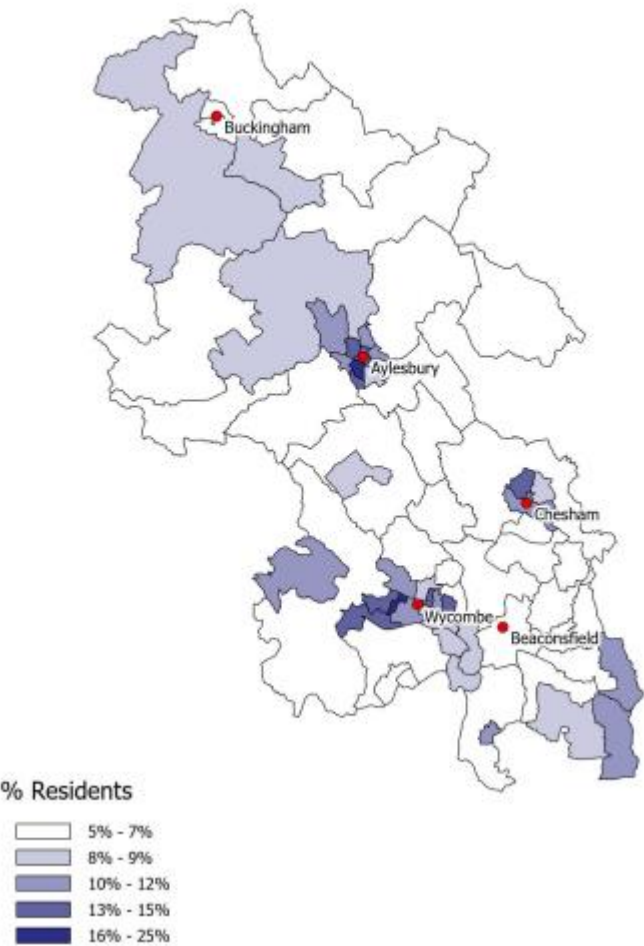 Buckingham
Aylesbury
Chesham
Wycombe
Beaconsfield
% Residents
5% - 7%
8% - 9%
10% - 12%
13% - 15%
16% - 25%